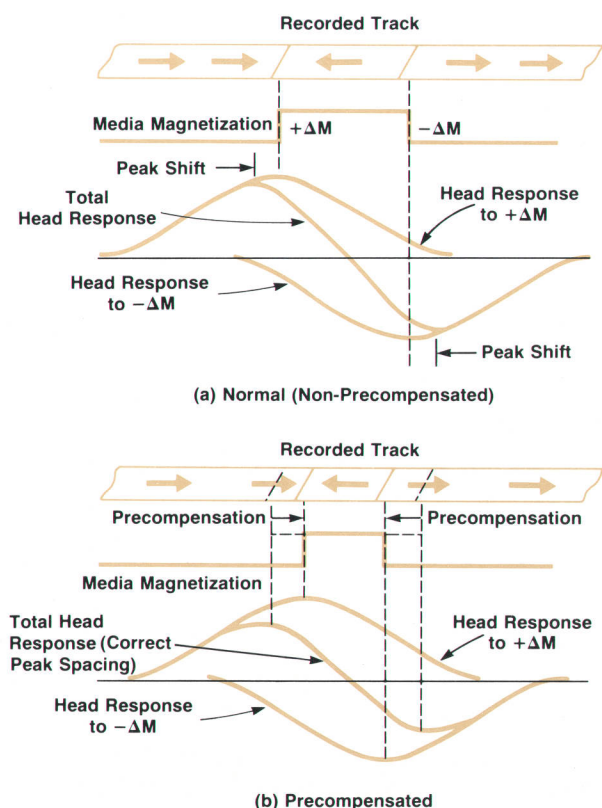 Recorded Track
Media Magnetization
+ΔM
−ΔM
Peak Shift
Total
Head Response
Head Response
to +ΔM
Head Response
to −ΔM
Peak Shift
(a) Normal (Non-Precompensated)
Recorded Track
Precompensation
Precompensation
Media Magnetization
Total Head
Response (Correct
Peak Spacing)
Head Response
to +ΔM
Head Response
to −ΔM
(b) Precompensated